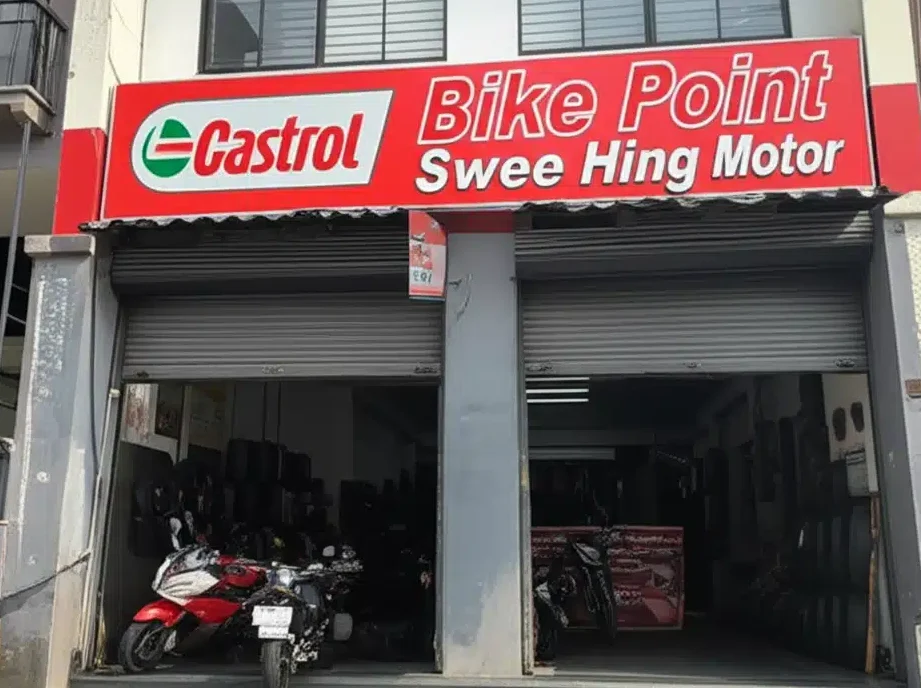 Castrol
Bike Point
Swee Hing Motor